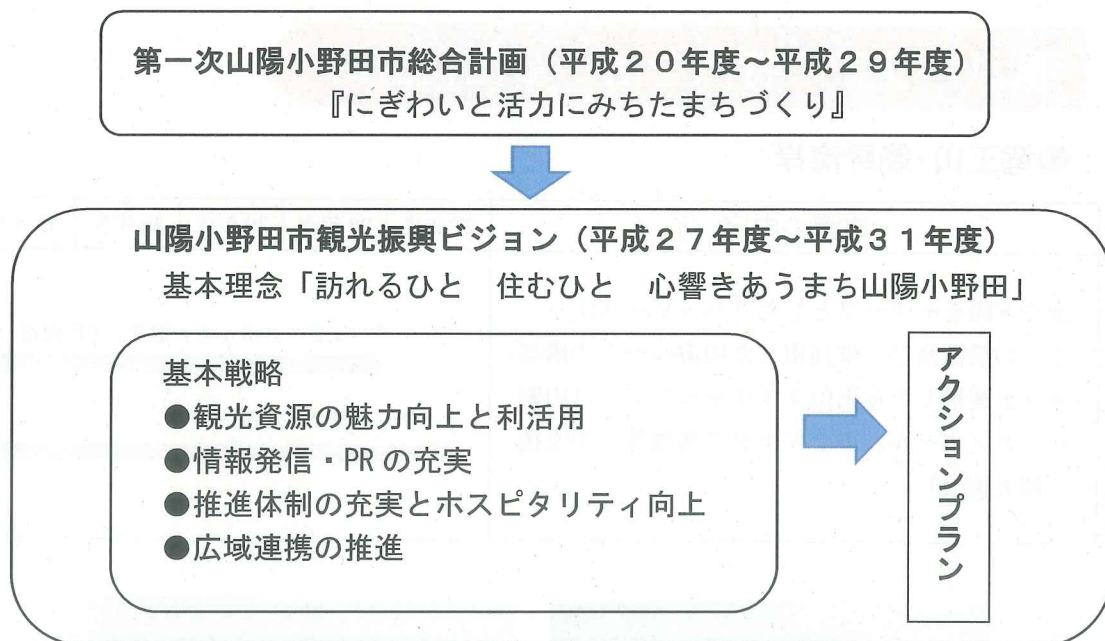 第一次山陽小野田市総合計画（平成２０年度～平成２９年度）
『にぎわいと活力にみちたまちづくり』
山陽小野田市観光振興ビジョン（平成２７年度～平成３１年度）
基本理念「訪れるひと　住むひと　心響きあうまち山陽小野田」
基本戦略
●観光資源の魅力向上と利活用
●情報発信・PRの充実
●推進体制の充実とホスピタリティ向上
●広域連携の推進
アクションプラン